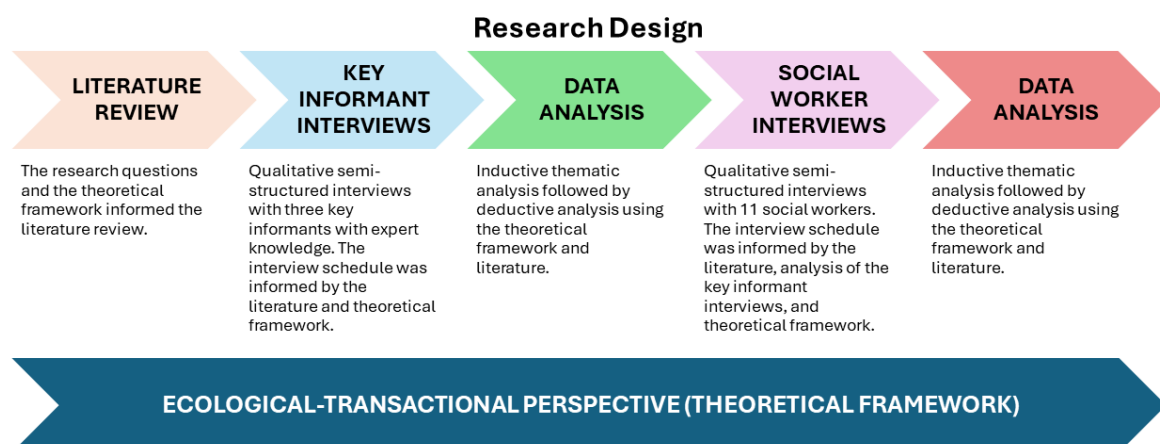 Research Design
LITERATURE
REVIEW
The research questions
and the theoretical
framework informed the
literature review.
KEY
INFORMANT
INTERVIEWS
Qualitative semi-
structured interviews
with three key
informants with expert
knowledge. The
interview schedule was
informed by the
literature and theoretical
framework.
DATA
ANALYSIS
Inductive thematic
analysis followed by
deductive analysis using
the theoretical
framework and
literature.
SOCIAL
WORKER
INTERVIEWS
Qualitative semi-
structured interviews
with 11 social workers.
The interview schedule
was informed by the
literature, analysis of the
key informant
interviews, and
theoretical framework.
DATA
ANALYSIS
Inductive thematic
analysis followed by
deductive analysis using
the theoretical
framework and
literature.
ECOLOGICAL-TRANSACTIONAL PERSPECTIVE (THEORETICAL FRAMEWORK)